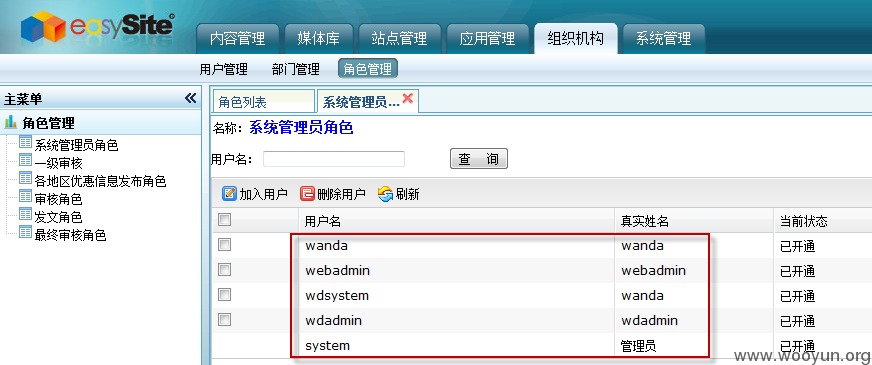 easySite
内容管理 媒体库 站点管理 应用管理 组织机构 系统管理
用户管理 部门管理 角色管理
主菜单
角色管理
系统管理员角色
一级审核
各地区优惠信息发布角色
审核角色
发文角色
最终审核角色
角色列表 系统管理员...
名称: 系统管理员角色
用户名: 查 询
加入用户 删除用户 刷新
用户名 真实姓名 当前状态
wanda wanda 已开通
webadmin webadmin 已开通
wdsystem wanda 已开通
wdadmin wdadmin 已开通
system 管理员 已开通
www.wooyun.org